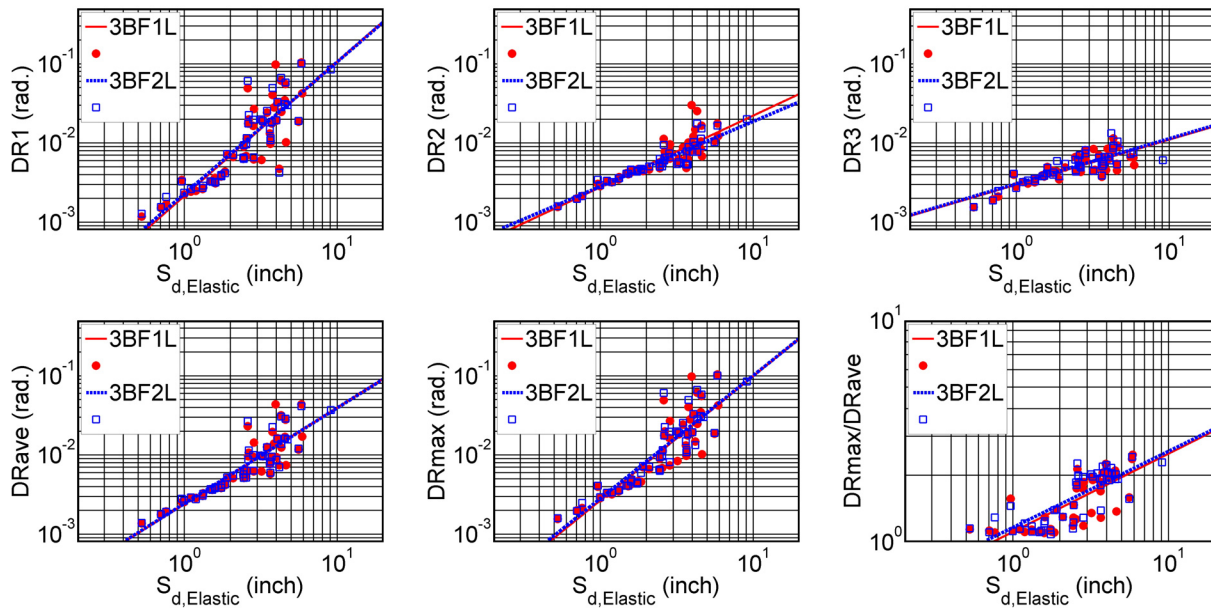 DR1 (rad.)
10^-1
10^-2
10^-3
3BF1L
3BF2L
10^0
10^1
S_d,Elastic (inch)
DR2 (rad.)
10^-1
10^-2
10^-3
3BF1L
3BF2L
10^0
10^1
S_d,Elastic (inch)
DR3 (rad.)
10^-1
10^-2
10^-3
3BF1L
3BF2L
10^0
10^1
S_d,Elastic (inch)
DRave (rad.)
10^-1
10^-2
10^-3
3BF1L
3BF2L
10^0
10^1
S_d,Elastic (inch)
DRmax (rad.)
10^-1
10^-2
10^-3
3BF1L
3BF2L
10^0
10^1
S_d,Elastic (inch)
DRmax/DRave
10^1
10^0
3BF1L
3BF2L
10^0
10^1
S_d,Elastic (inch)